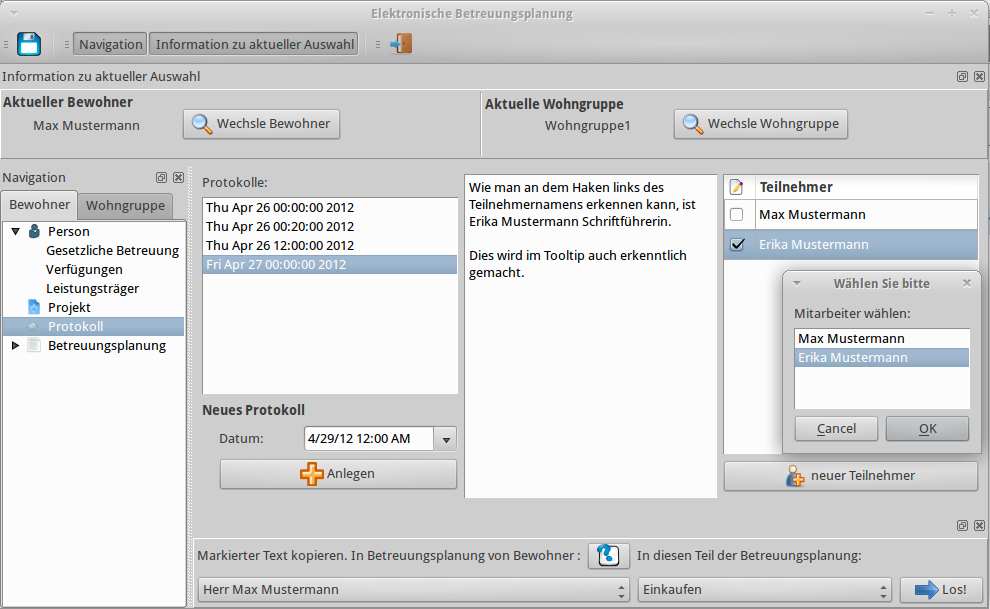 Elektronische Betreuungsplanung
Navigation
Information zu aktueller Auswahl
Information zu aktueller Auswahl
Aktueller Bewohner
Max Mustermann
Wechsle Bewohner
Aktuelle Wohngruppe
Wohngruppe1
Wechsle Wohngruppe
Navigation
Bewohner
Wohngruppe
Person
Gesetzliche Betreuung
Verfügungen
Leistungsträger
Projekt
Protokoll
Betreuungsplanung
Protokolle:
Thu Apr 26 00:00:00 2012
Thu Apr 26 00:20:00 2012
Thu Apr 26 12:00:00 2012
Fri Apr 27 00:00:00 2012
Neues Protokoll
Datum:
4/29/12 12:00 AM
Anlegen
Wie man an dem Haken links des
Teilnehmernamens erkennen kann, ist
Erika Mustermann Schriftführerin.
Dies wird im Tooltip auch erkenntlich
gemacht.
Teilnehmer
Max Mustermann
Erika Mustermann
Wählen Sie bitte
Mitarbeiter wählen:
Max Mustermann
Erika Mustermann
Cancel
OK
neuer Teilnehmer
Markierter Text kopieren. In Betreuungsplanung von Bewohner :
In diesen Teil der Betreuungsplanung:
Herr Max Mustermann
Einkaufen
Los!